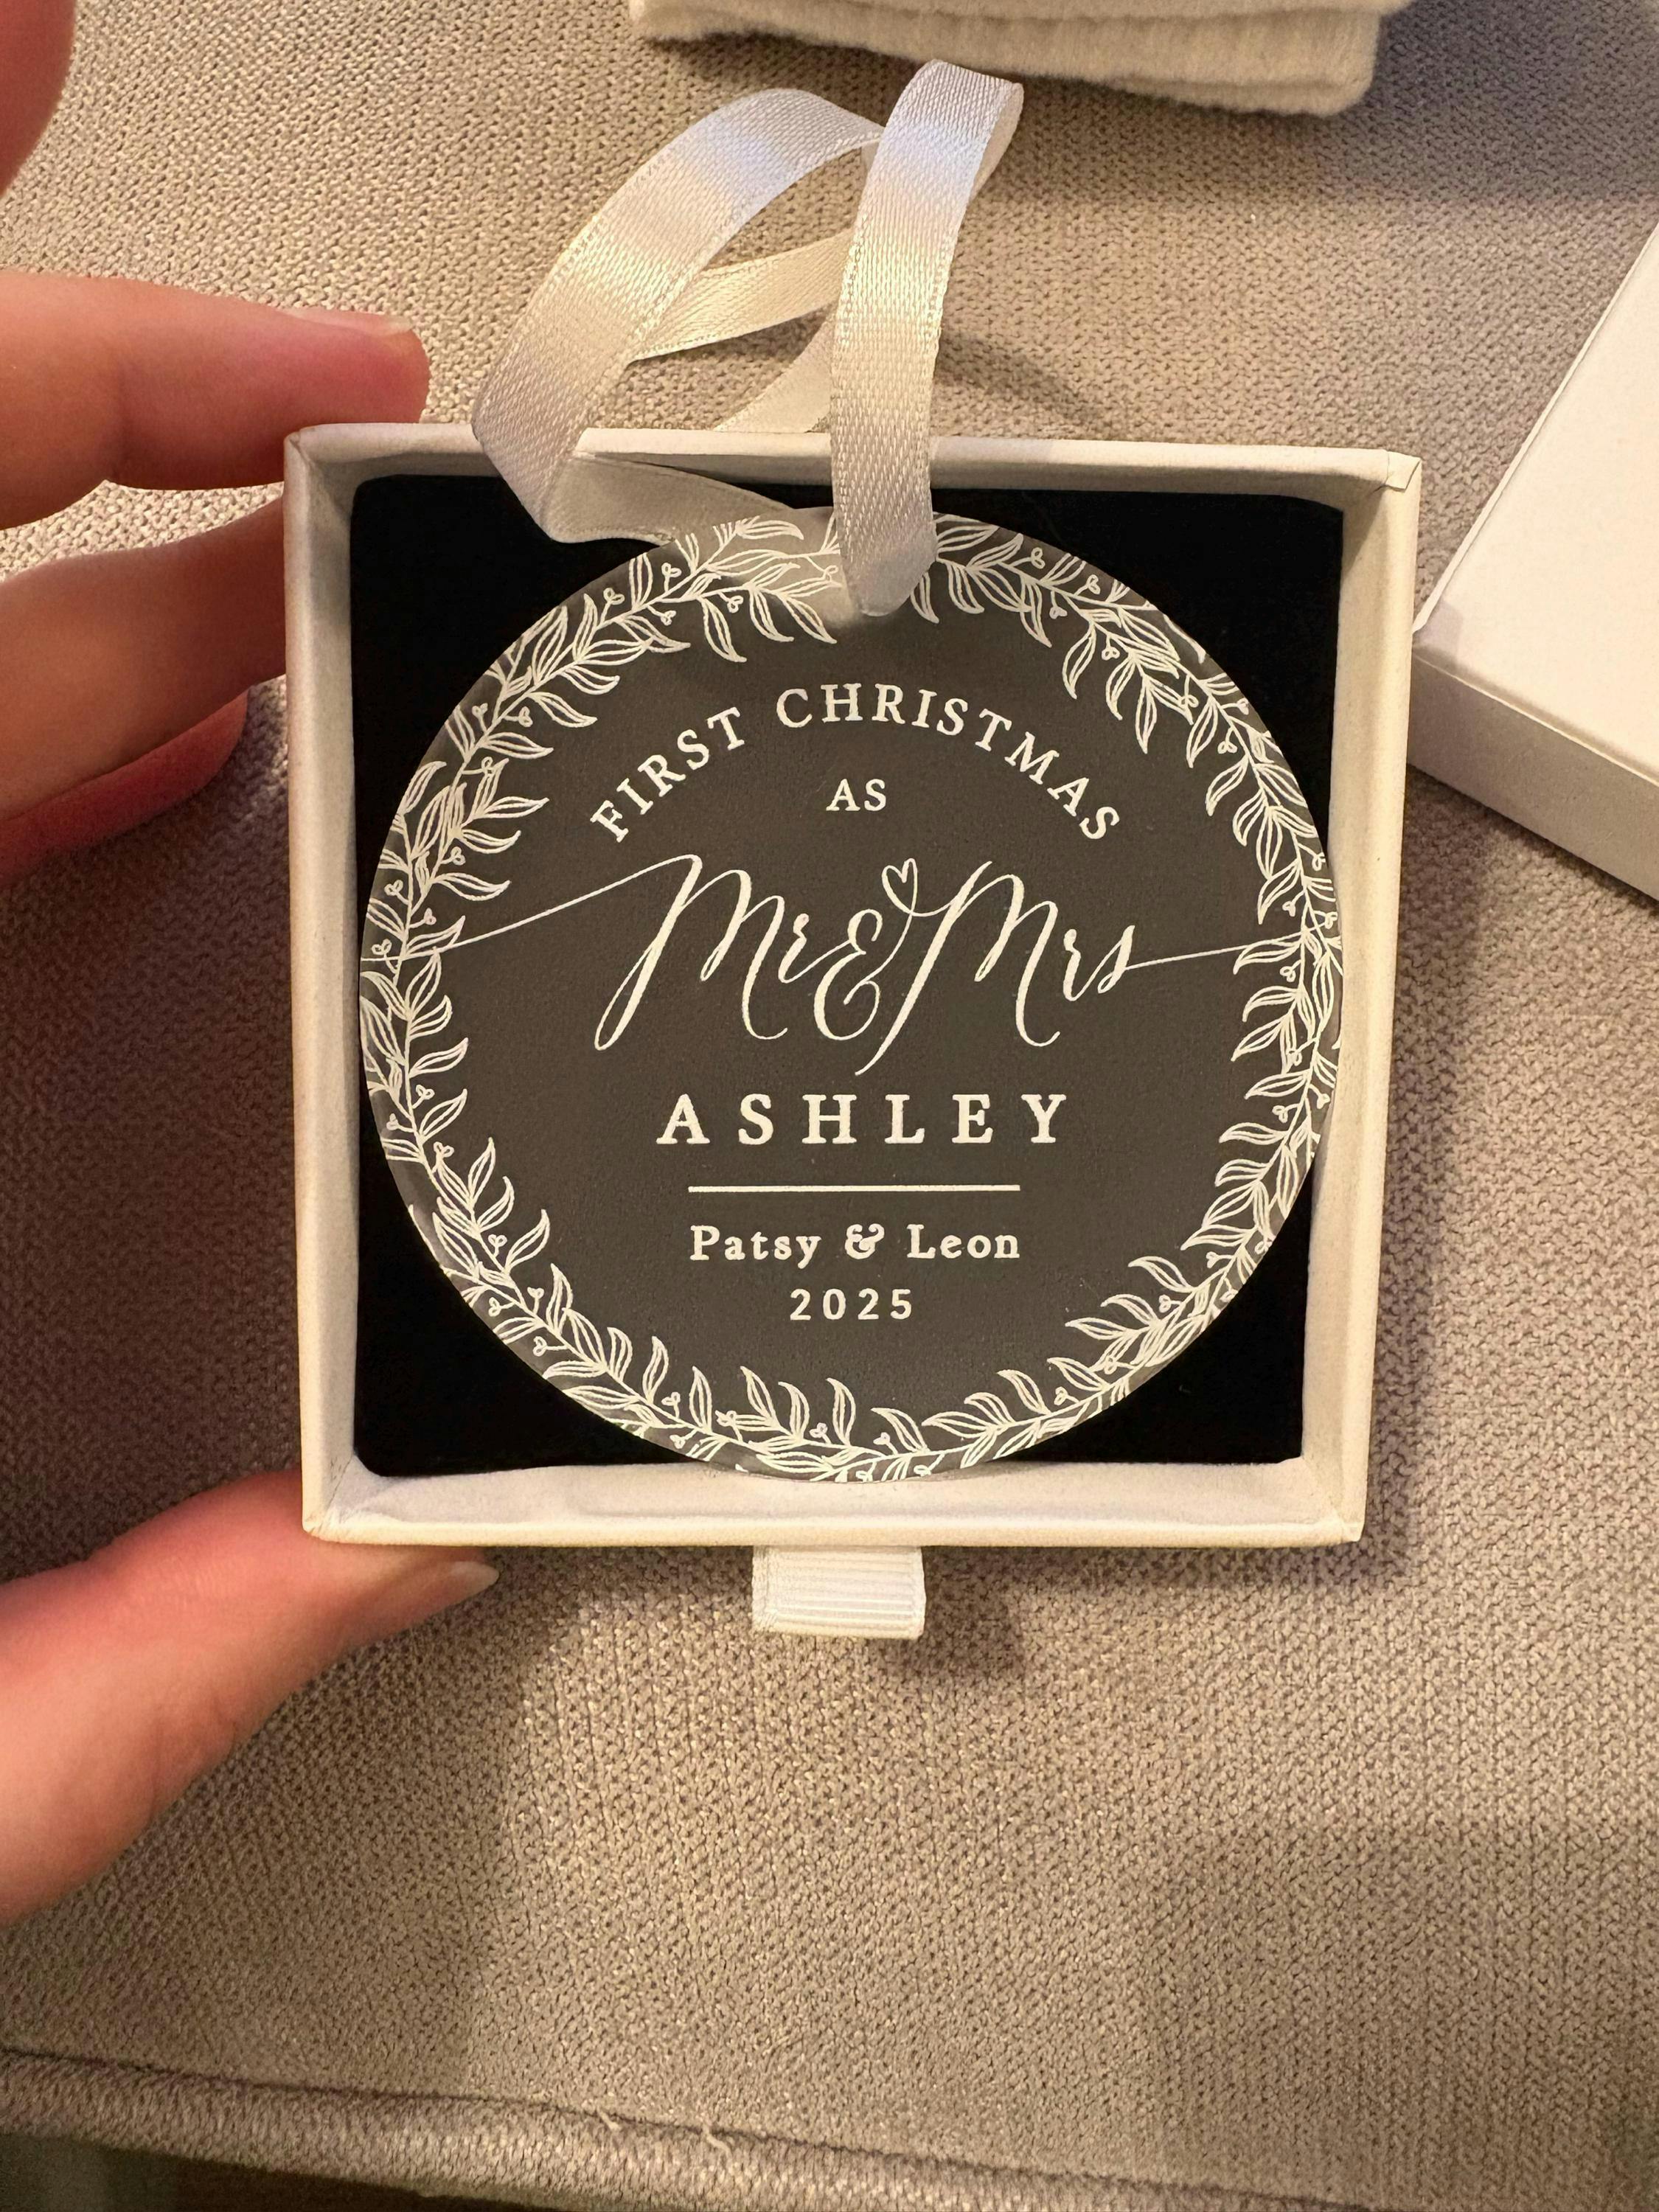 FIRST CHRISTMAS
AS
Mr & Mrs
ASHLEY
Patsy & Leon
2025